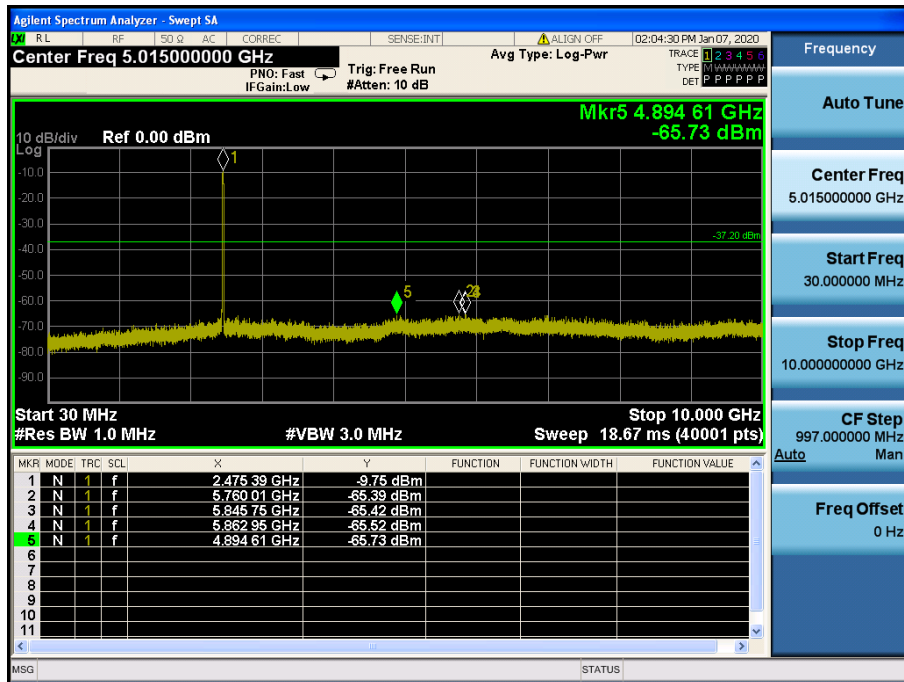 Agilent Spectrum Analyzer - Swept SA
LXI RL RF 50 Ω AC CORREC SENSE:INT ALIGN OFF 02:04:30 PM Jan 07, 2020
Center Freq 5.015000000 GHz
PNO: Fast
IFGain:Low
Trig: Free Run
#Atten: 10 dB
Avg Type: Log-Pwr
TRACE 1 2 3 4 5 6
TYPE M WWWWW
DET P P P P P P
Mkr5 4.894 61 GHz
-65.73 dBm
10 dB/div Ref 0.00 dBm
Log
1
-10.0
-20.0
-30.0
-37.20 dBm
-40.0
-50.0
5
-60.0
-70.0
-80.0
-90.0
Start 30 MHz Stop 10.000 GHz
#Res BW 1.0 MHz #VBW 3.0 MHz Sweep 18.67 ms (40001 pts)
MKR MODE TRC SCL X Y FUNCTION FUNCTION WIDTH FUNCTION VALUE
1 N 1 f 2.475 39 GHz -9.75 dBm
2 N 1 f 5.760 01 GHz -65.39 dBm
3 N 1 f 5.845 75 GHz -65.42 dBm
4 N 1 f 5.862 95 GHz -65.52 dBm
5 N 1 f 4.894 61 GHz -65.73 dBm
6
7
8
9
10
11
MSG STATUS
Frequency
Auto Tune
Center Freq
5.015000000 GHz
Start Freq
30.000000 MHz
Stop Freq
10.000000000 GHz
CF Step
997.000000 MHz
Auto Man
Freq Offset
0 Hz